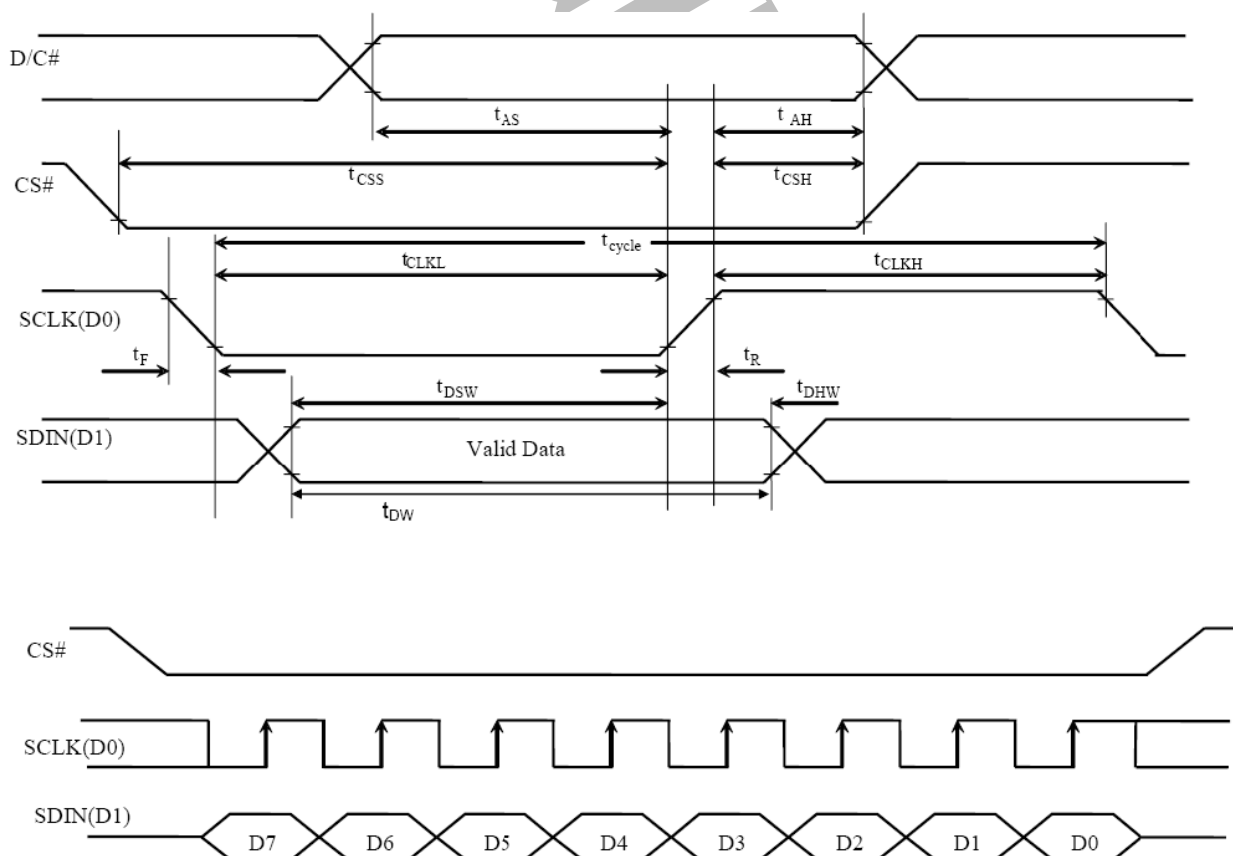 D/C#
tAS
t AH
CS#
tCSS
tCSH
tcycle
tCLKL
tCLKH
SCLK(D0)
tF
tR
tDSW
tDHW
SDIN(D1)
Valid Data
tDW
CS#
SCLK(D0)
SDIN(D1)
D7 D6 D5 D4 D3 D2 D1 D0